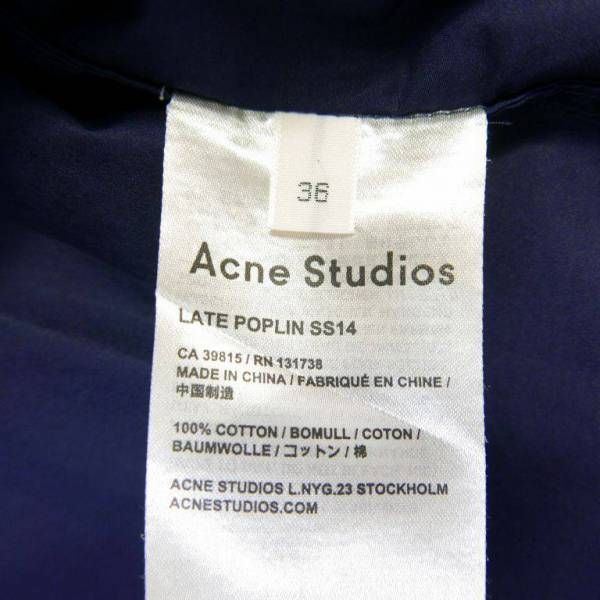 36
Acne Studios
LATE POPLIN SS14
CA 39815 / RN 131738
MADE IN CHINA / FABRIQUÉ EN CHINE /
中国制造
100% COTTON / BOMULL / COTON /
BAUMWOLLE / コットン / 棉
ACNE STUDIOS L.NYG.23 STOCKHOLM
ACNESTUDIOS.COM